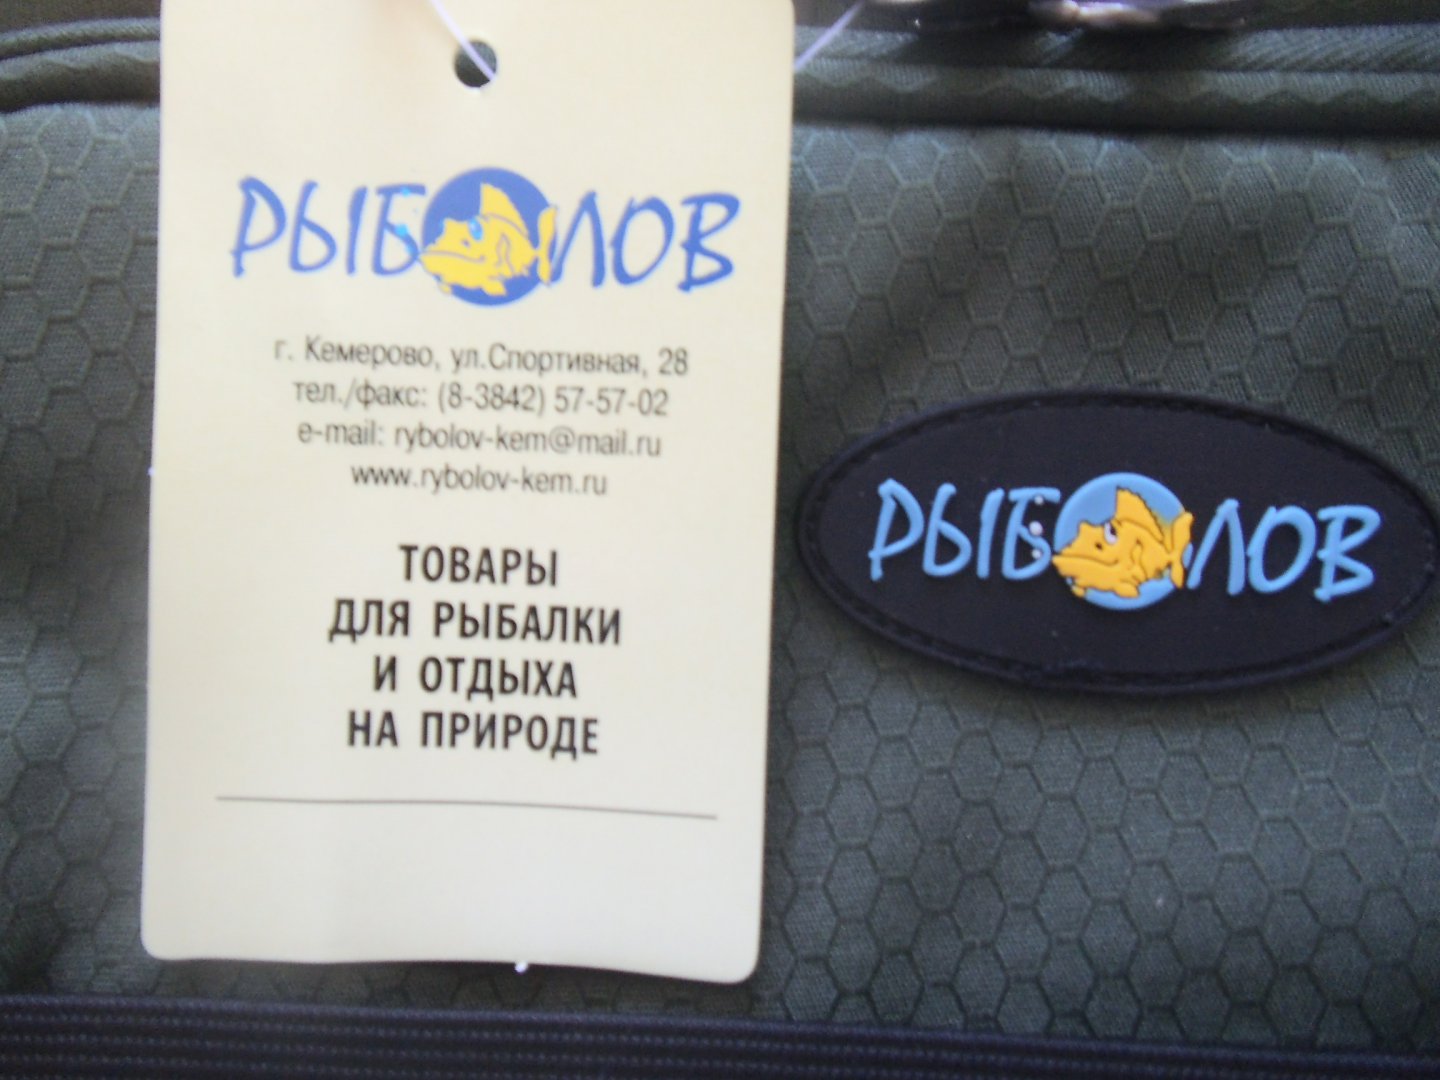 РЫБОЛОВ
г. Кемерово, ул.Спортивная, 28
тел./факс: (8-3842) 57-57-02
e-mail: rybolov-kem@mail.ru
www.rybolov-kem.ru
ТОВАРЫ
ДЛЯ РЫБАЛКИ
И ОТДЫХА
НА ПРИРОДЕ
РЫБОЛОВ